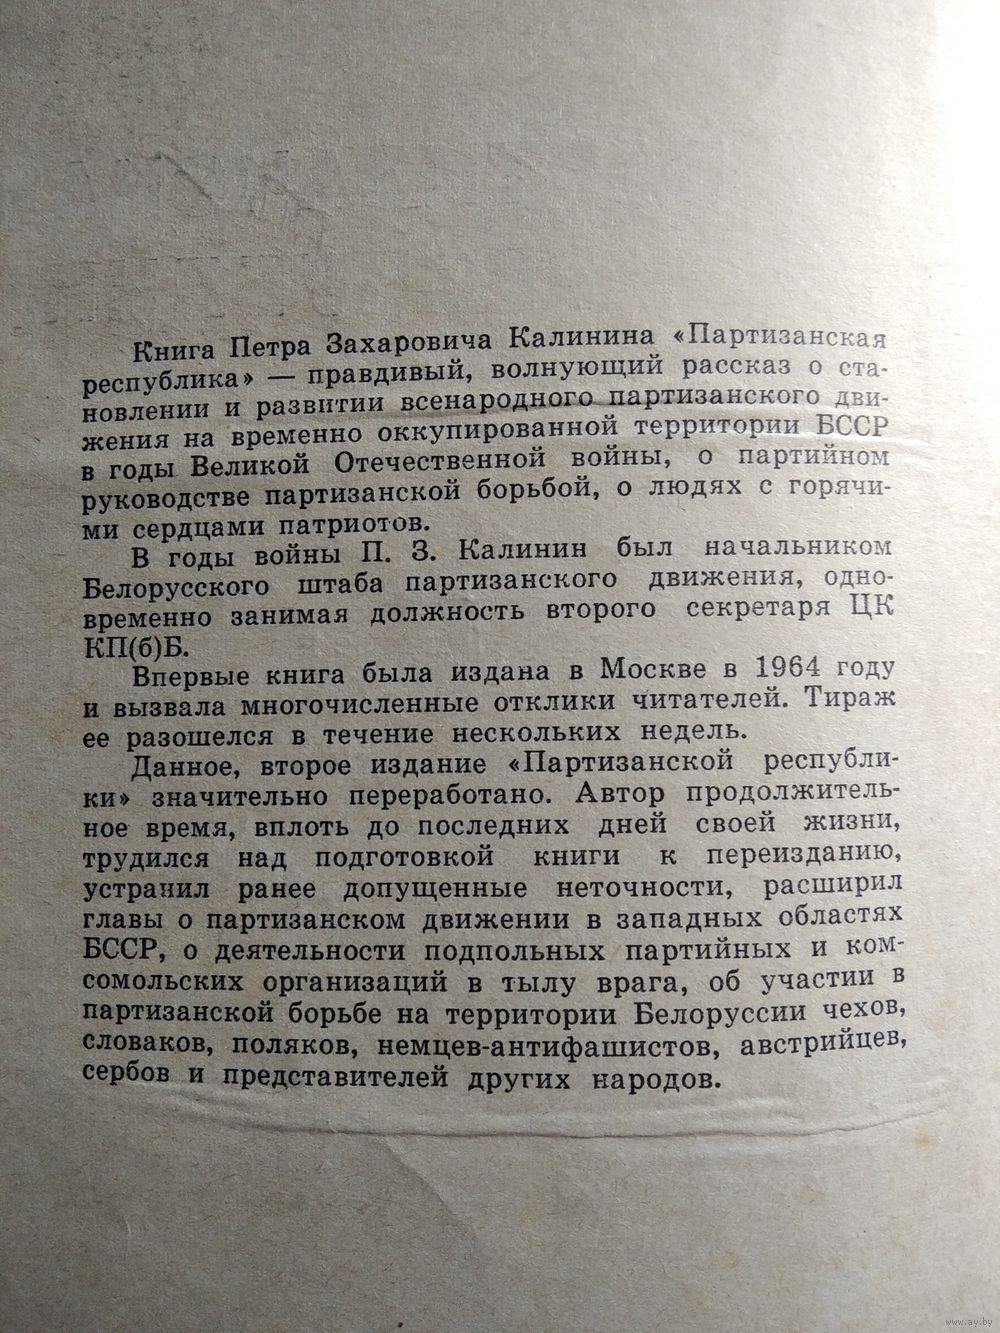 Книга Петра Захаровича Калинина «Партизанская
республика» — правдивый, волнующий рассказ о ста-
новлении и развитии всенародного партизанского дви-
жения на временно оккупированной территории БССР
в годы Великой Отечественной войны, о партийном
руководстве партизанской борьбой, о людях с горячи-
ми сердцами патриотов.
В годы войны П. З. Калинин был начальником
Белорусского штаба партизанского движения, одно-
временно занимая должность второго секретаря ЦК
КП(б)Б.
Впервые книга была издана в Москве в 1964 году
и вызвала многочисленные отклики читателей. Тираж
ее разошелся в течение нескольких недель.
Данное, второе издание «Партизанской республи-
ки» значительно переработано. Автор продолжитель-
ное время, вплоть до последних дней своей жизни,
трудился над подготовкой книги к переизданию,
устранил ранее допущенные неточности, расширил
главы о партизанском движении в западных областях
БССР, о деятельности подпольных партийных и ком-
сомольских организаций в тылу врага, об участии в
партизанской борьбе на территории Белоруссии чехов,
словаков, поляков, немцев-антифашистов, австрийцев,
сербов и представителей других народов.
www.ay.by